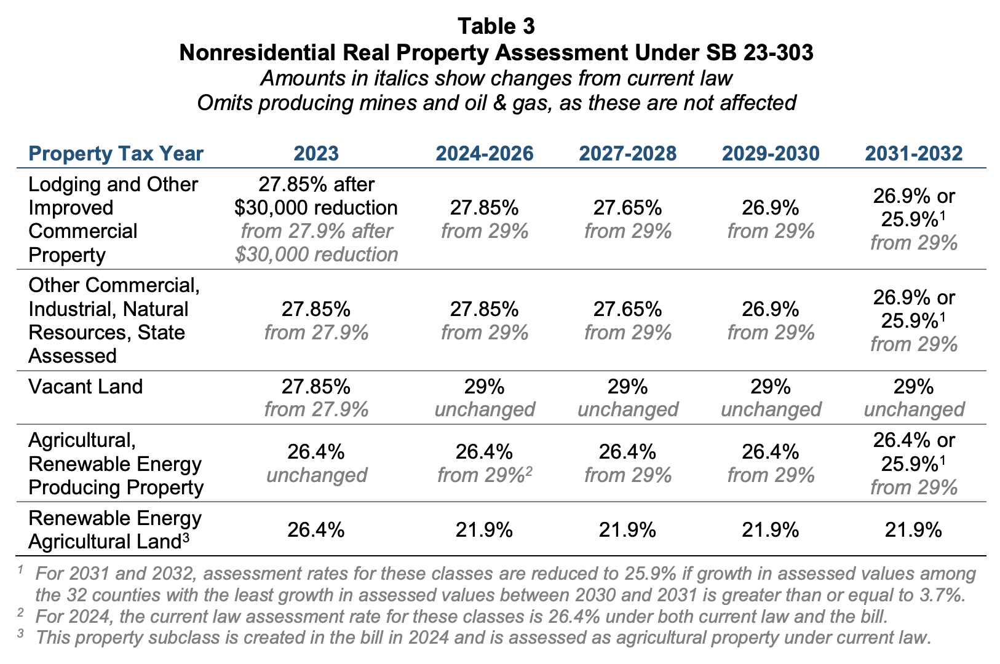 Table 3
Nonresidential Real Property Assessment Under SB 23-303
Amounts in italics show changes from current law
Omits producing mines and oil & gas, as these are not affected
Property Tax Year 2023 2024-2026 2027-2028 2029-2030 2031-2032
Lodging and Other
Improved
Commercial
Property
27.85% after
$30,000 reduction
from 27.9% after
$30,000 reduction
27.85%
from 29%
27.65%
from 29%
26.9%
from 29%
26.9% or
25.9%¹
from 29%
Other Commercial,
Industrial, Natural
Resources, State
Assessed
27.85%
from 27.9%
27.85%
from 29%
27.65%
from 29%
26.9%
from 29%
26.9% or
25.9%¹
from 29%
Vacant Land
27.85%
from 27.9%
29%
unchanged
29%
unchanged
29%
unchanged
29%
unchanged
Agricultural,
Renewable Energy
Producing Property
26.4%
unchanged
26.4%
from 29%²
26.4%
from 29%
26.4%
from 29%
26.4% or
25.9%¹
from 29%
Renewable Energy
Agricultural Land³
26.4%
21.9%
21.9%
21.9%
21.9%
¹ For 2031 and 2032, assessment rates for these classes are reduced to 25.9% if growth in assessed values among
the 32 counties with the least growth in assessed values between 2030 and 2031 is greater than or equal to 3.7%.
² For 2024, the current law assessment rate for these classes is 26.4% under both current law and the bill.
³ This property subclass is created in the bill in 2024 and is assessed as agricultural property under current law.